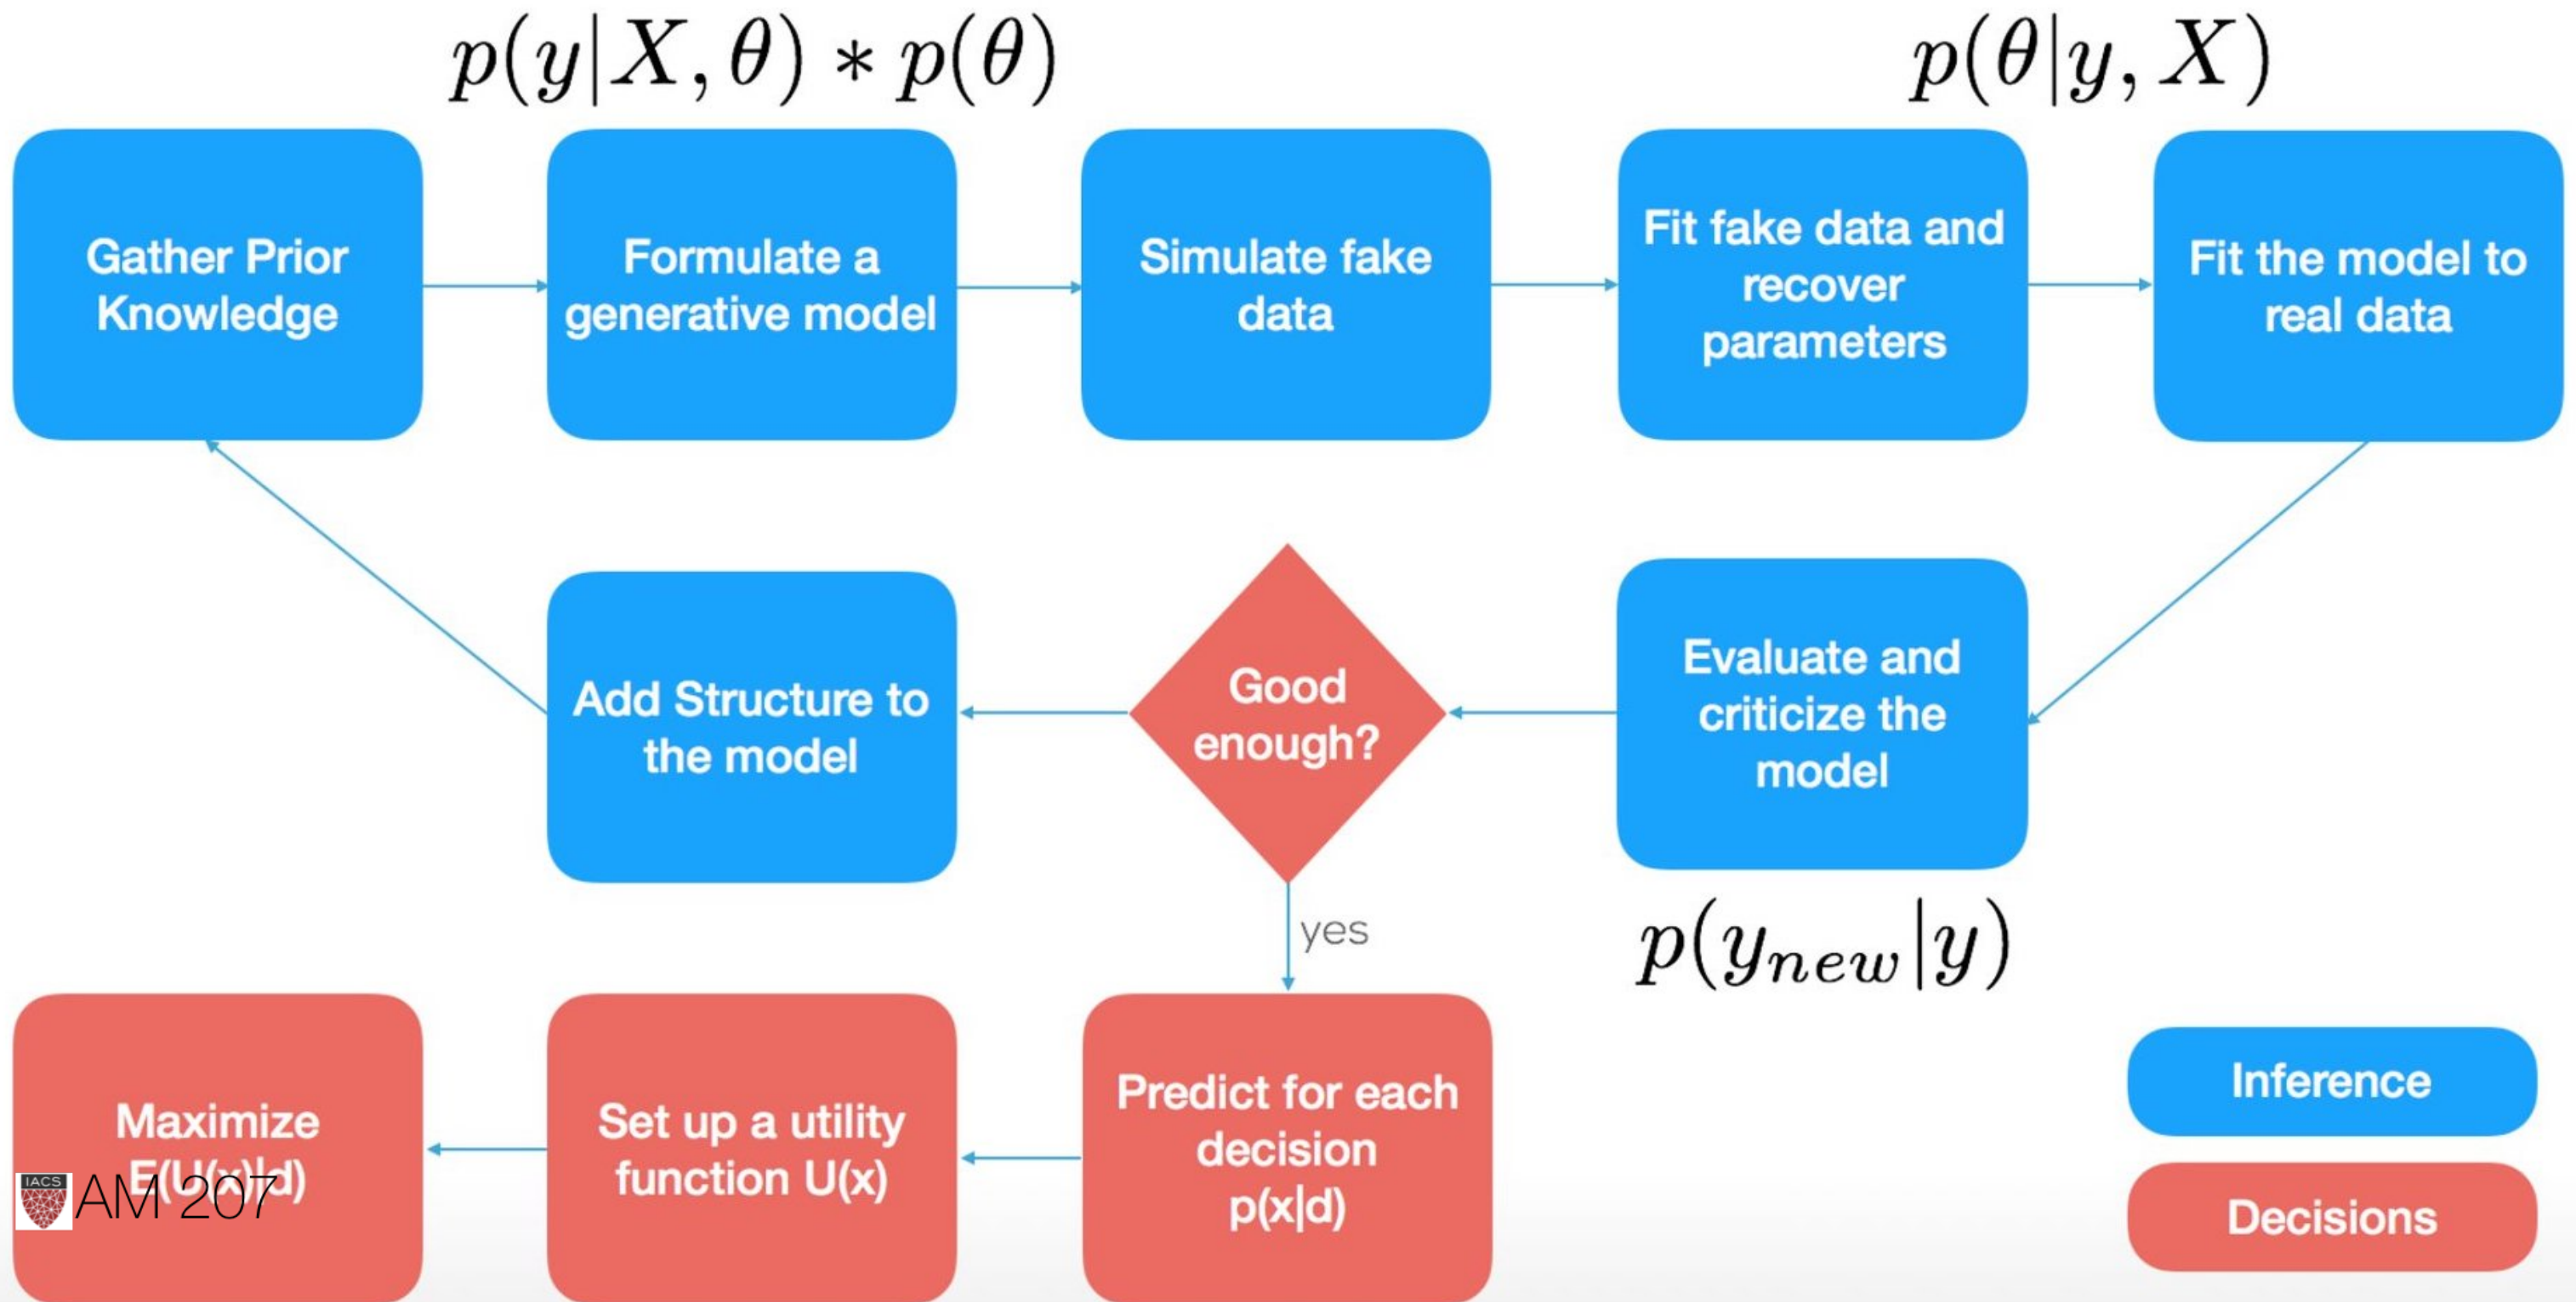 p(y|X, θ) ∗ p(θ)
p(θ|y, X)
Gather Prior
Knowledge
Formulate a
generative model
Simulate fake
data
Fit fake data and
recover
parameters
Fit the model to
real data
Add Structure to
the model
Good
enough?
Evaluate and
criticize the
model
yes
p(y_{new}|y)
Maximize
E(U(x)|d)
IACS
AM 207
Set up a utility
function U(x)
Predict for each
decision
p(x|d)
Inference
Decisions